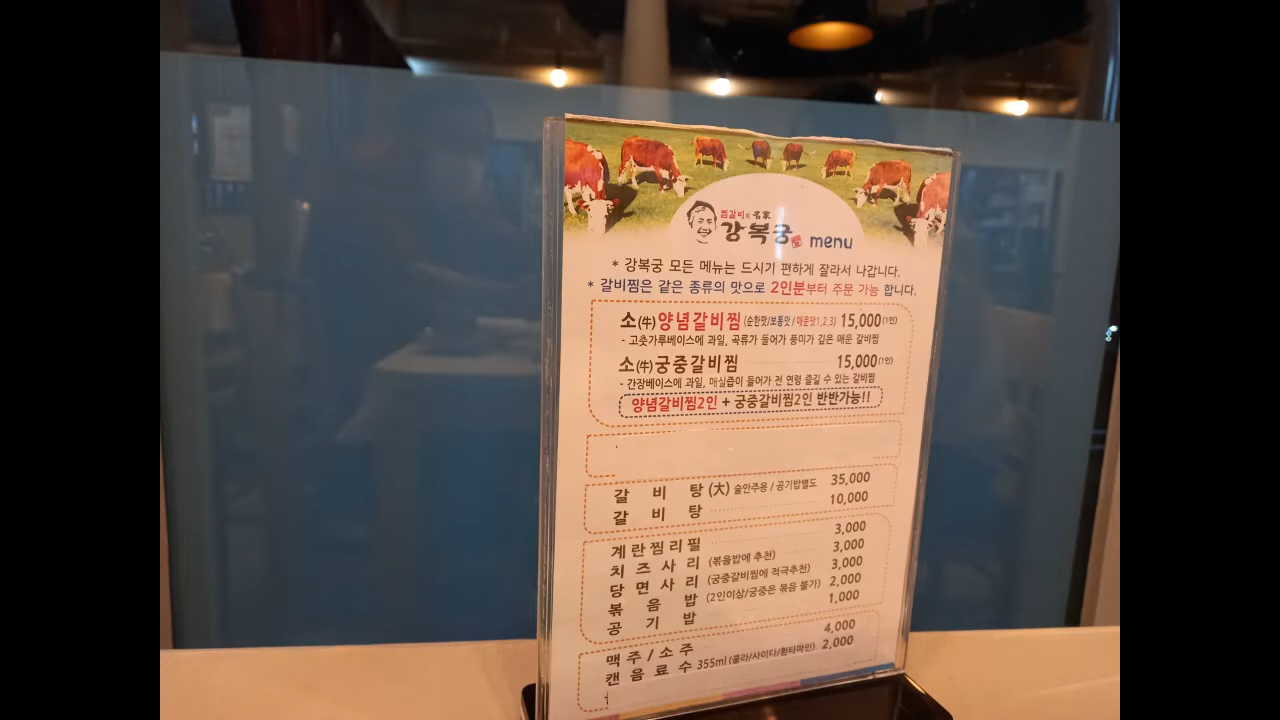 찜갈비의 名家
강복궁 menu
* 강복궁 모든 메뉴는 드시기 편하게 잘라서 나갑니다.
* 갈비찜은 같은 종류의 맛으로 2인분부터 주문 가능 합니다.
소(牛)양념갈비찜 (순한맛/보통맛/매운맛1,2,3) 15,000(1인)
- 고춧가루베이스에 과일, 곡류가 들어가 풍미가 깊은 매운 갈비찜
소(牛)궁중갈비찜 15,000(1인)
- 간장베이스에 과일, 매실즙이 들어가 전 연령 즐길 수 있는 갈비찜
양념갈비찜2인 + 궁중갈비찜2인 반반가능!!
갈 비 탕 (大) 술안주용 / 공기밥별도 35,000
갈 비 탕 10,000
계란찜리필 3,000
치즈사리 (볶음밥에 추천) 3,000
당면사리 (궁중갈비찜에 적극추천) 3,000
볶 음 밥 (2인이상/궁중은 볶음 불가) 2,000
공 기 밥 1,000
맥주/소주 4,000
캔음료수 355ml (콜라/사이다/환타파인) 2,000